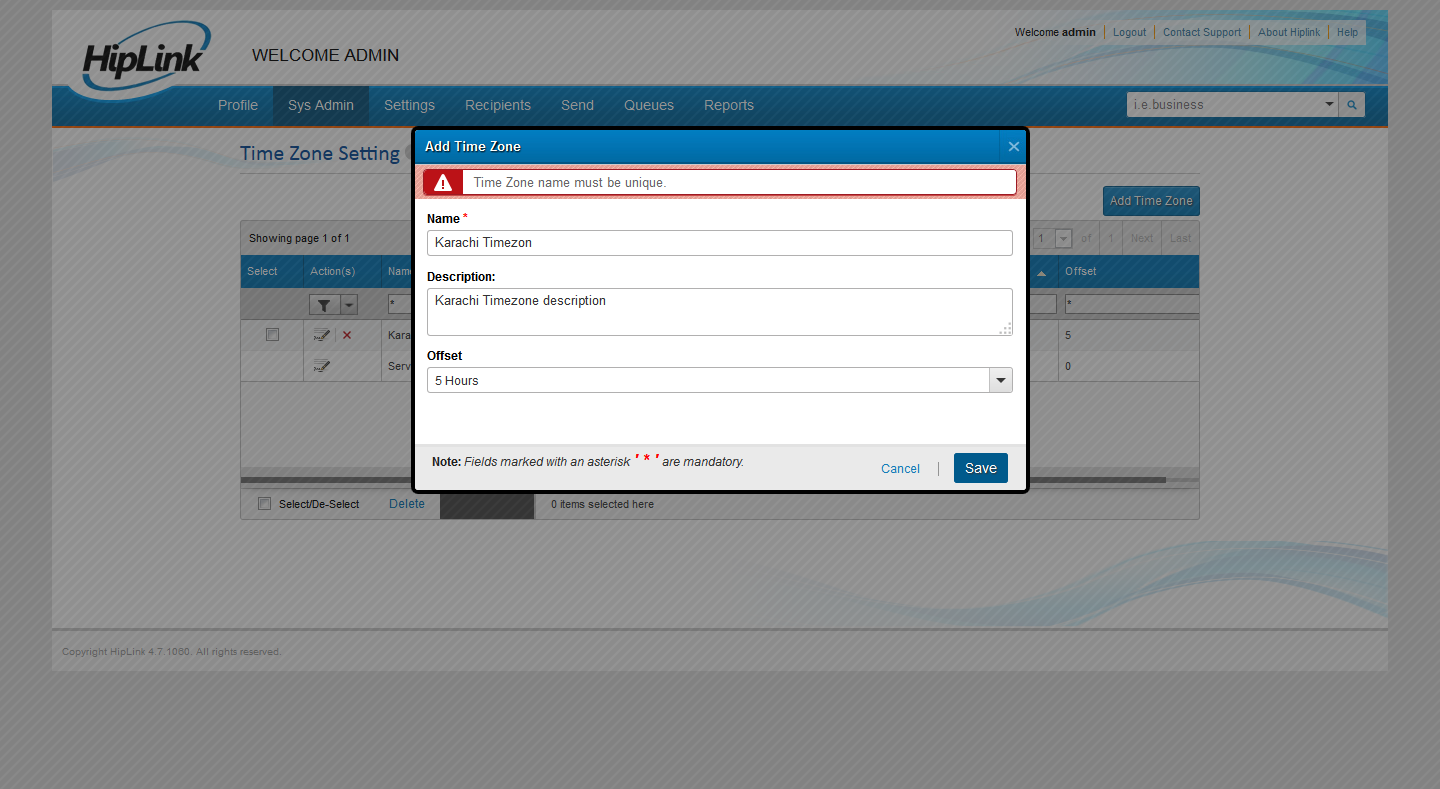 HipLink
WELCOME ADMIN
Welcome admin Logout Contact Support About Hiplink Help
Profile Sys Admin Settings Recipients Send Queues Reports
i.e.business
Time Zone Setting
Add Time Zone
Showing page 1 of 1
1 of 1 Next Last
Select Action(s) Nam Offset
* *
Kara 5
Serv 0
Select/De-Select Delete 0 items selected here
Add Time Zone
Time Zone name must be unique.
Name *
Karachi Timezon
Description:
Karachi Timezone description
Offset
5 Hours
Note: Fields marked with an asterisk ' * ' are mandatory.
Cancel Save
Copyright HipLink 4.7.1060. All rights reserved.